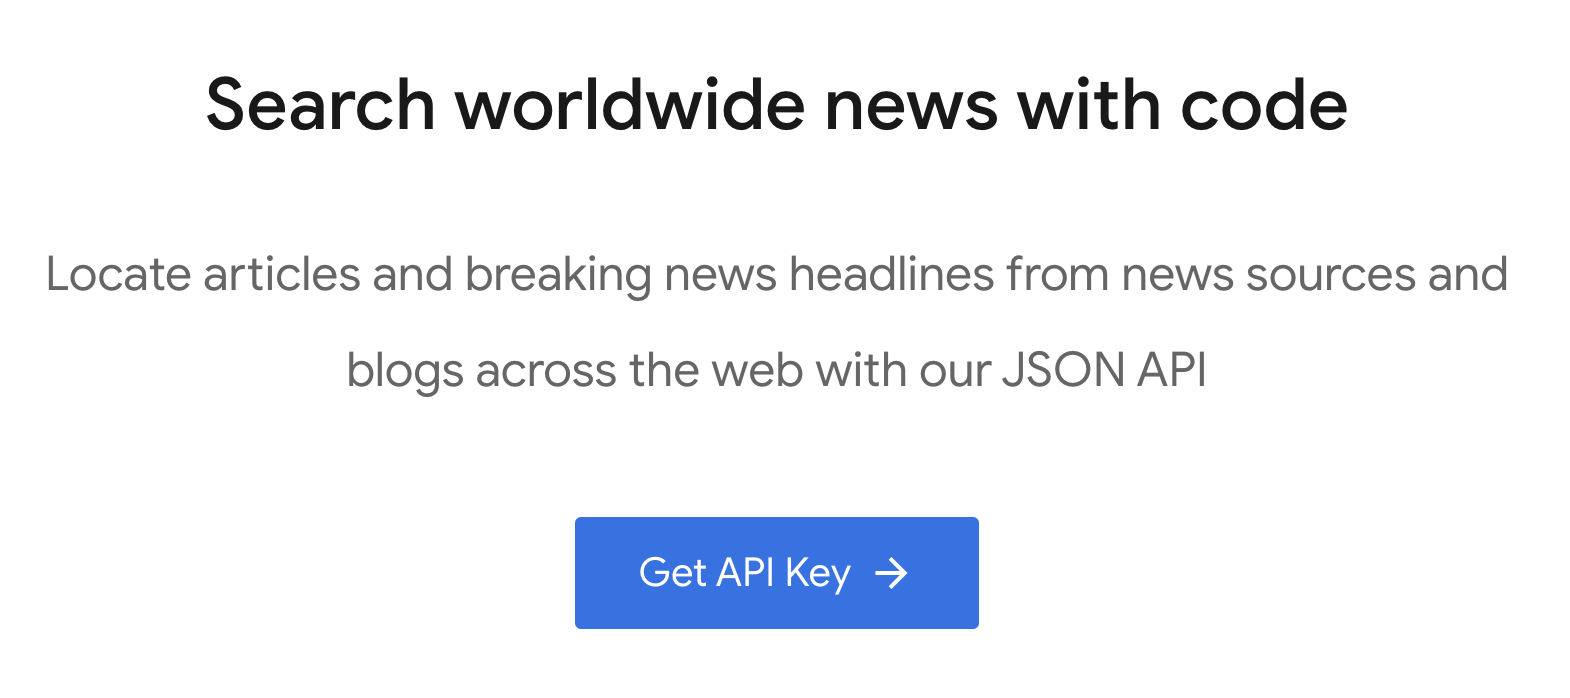 Search worldwide news with code
Locate articles and breaking news headlines from news sources and
blogs across the web with our JSON API
Get API Key →